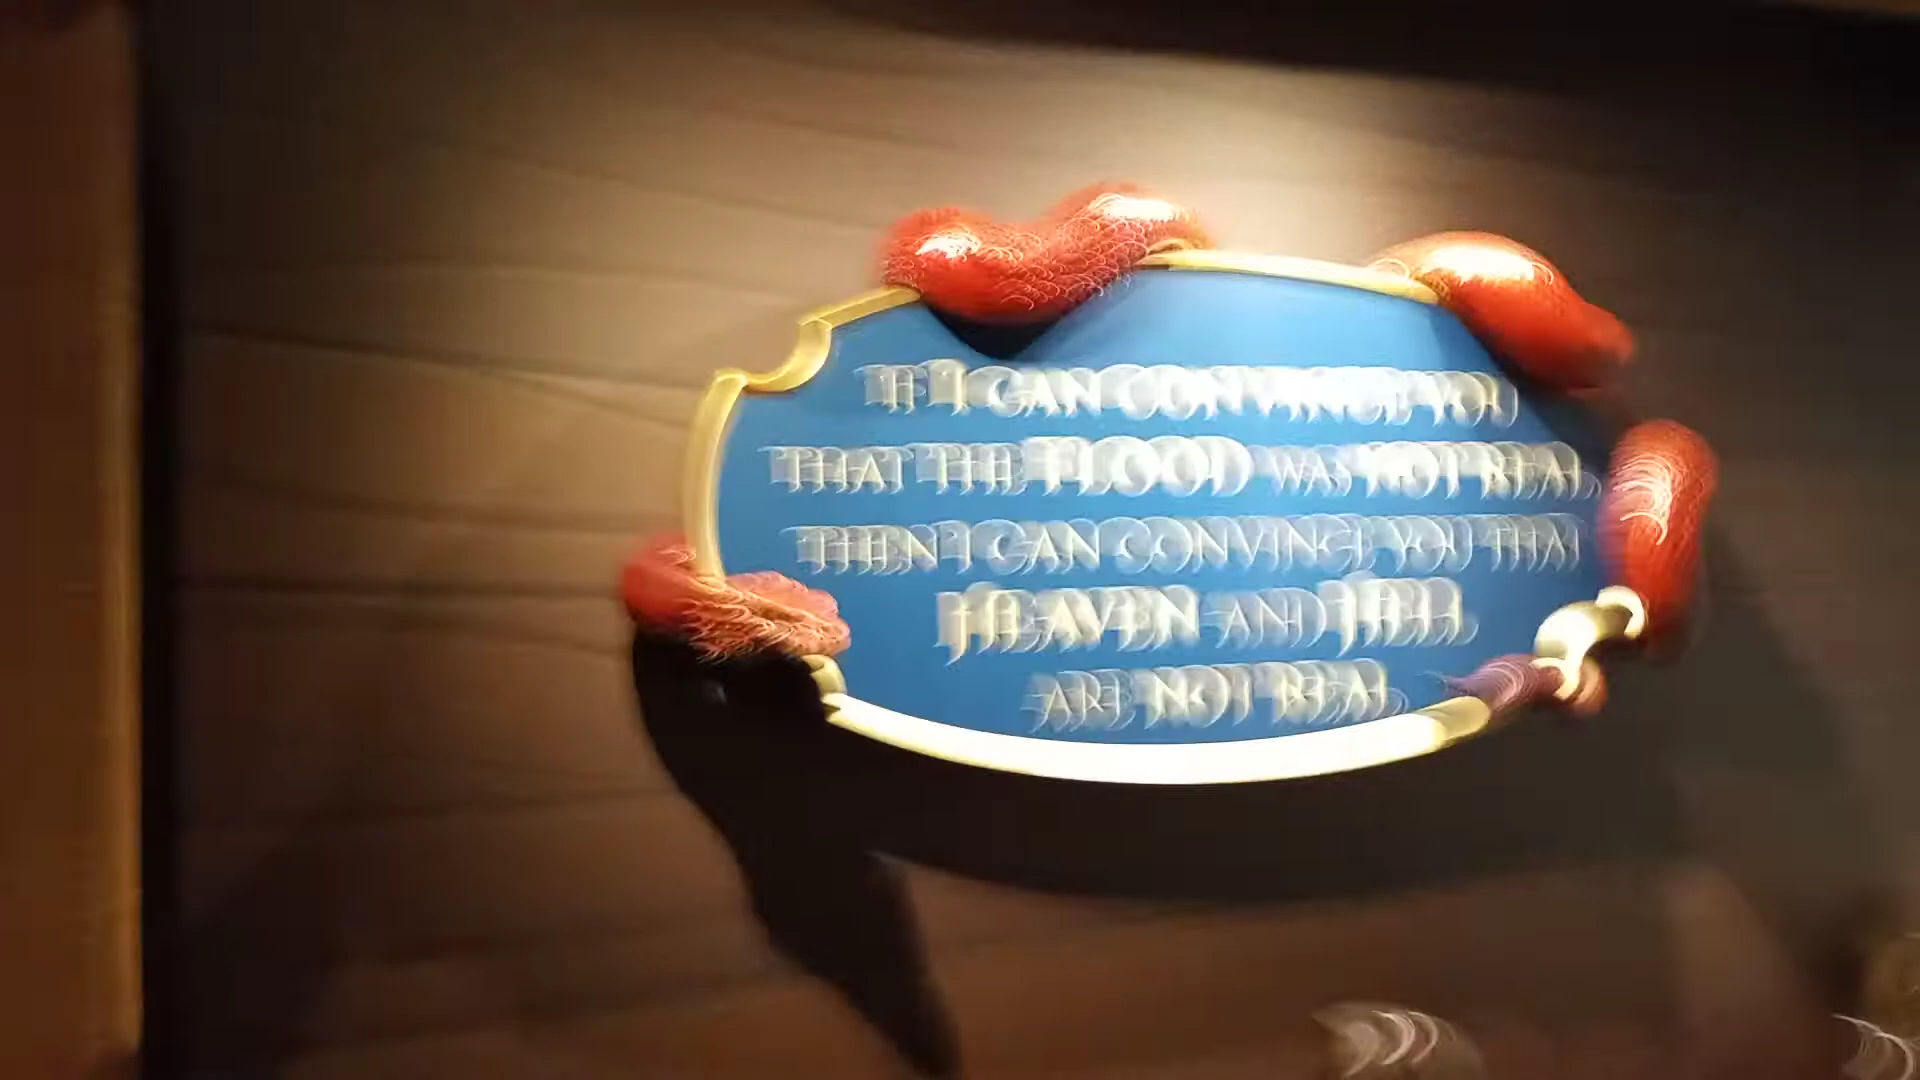 IF I CAN CONVINCE YOU
THAT THE FLOOD WAS NOT REAL
THEN I CAN CONVINCE YOU THAT
HEAVEN AND HELL
ARE NOT REAL